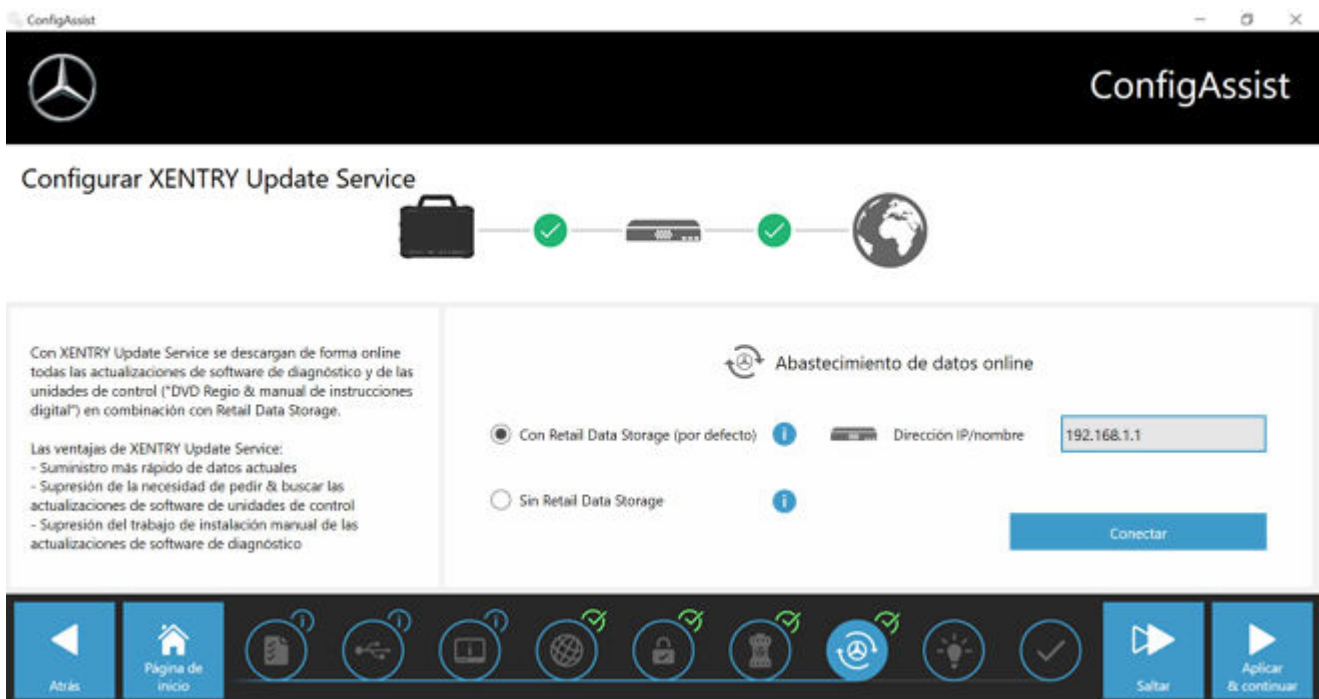 ConfigAssist
ConfigAssist
Configurar XENTRY Update Service
Con XENTRY Update Service se descargan de forma online
todas las actualizaciones de software de diagnóstico y de las
unidades de control ("DVD Regio & manual de instrucciones
digital") en combinación con Retail Data Storage.
Las ventajas de XENTRY Update Service:
- Suministro más rápido de datos actuales
- Supresión de la necesidad de pedir & buscar las
actualizaciones de software de unidades de control
- Supresión del trabajo de instalación manual de las
actualizaciones de software de diagnóstico
Abastecimiento de datos online
Con Retail Data Storage (por defecto)
Dirección IP/nombre
192.168.1.1
Sin Retail Data Storage
Conectar
Atrás
Página de
inicio
Saltar
Aplicar
& continuar